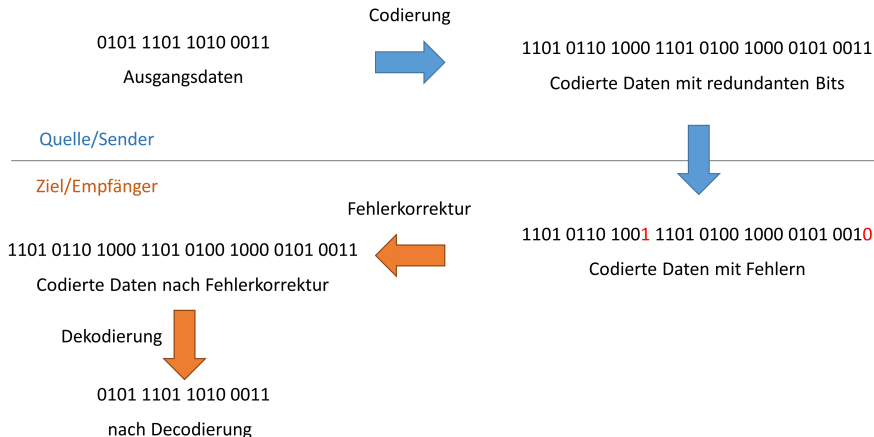 Codierung
0101 1101 1010 0011
Ausgangsdaten
1101 0110 1000 1101 0100 1000 0101 0011
Codierte Daten mit redundanten Bits
Quelle/Sender
Ziel/Empfänger
Fehlerkorrektur
1101 0110 1001 1101 0100 1000 0101 0010
Codierte Daten mit Fehlern
1101 0110 1000 1101 0100 1000 0101 0011
Codierte Daten nach Fehlerkorrektur
Dekodierung
0101 1101 1010 0011
nach Decodierung